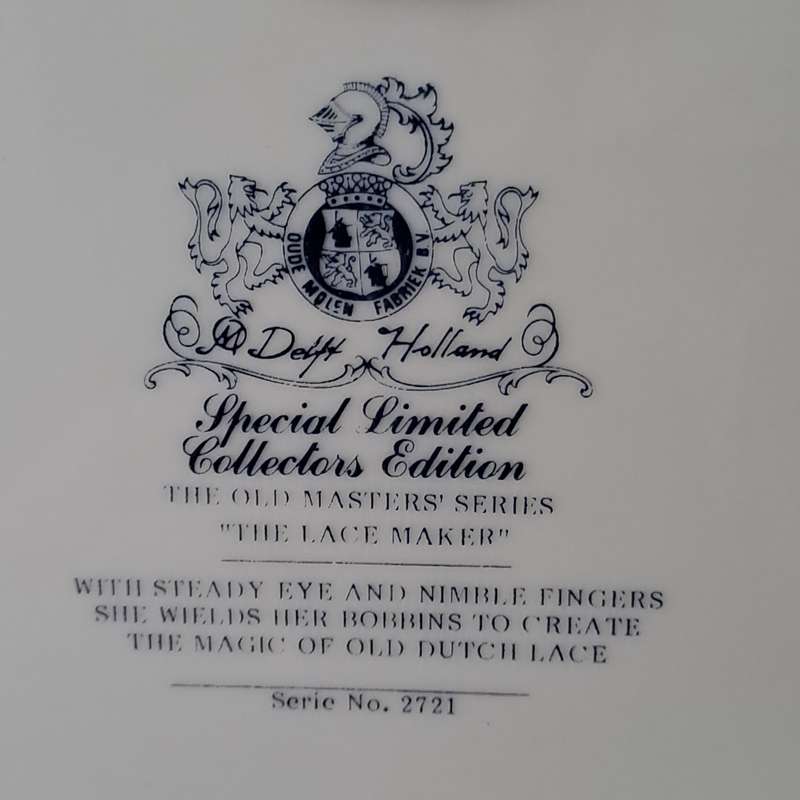 OUDE MOLEN FABRIEK B.V.
Delft Holland
Special Limited
Collectors Edition
THE OLD MASTERS' SERIES
"THE LACE MAKER"
WITH STEADY EYE AND NIMBLE FINGERS
SHE WIELDS HER BOBBINS TO CREATE
THE MAGIC OF OLD DUTCH LACE
Serie No. 2721